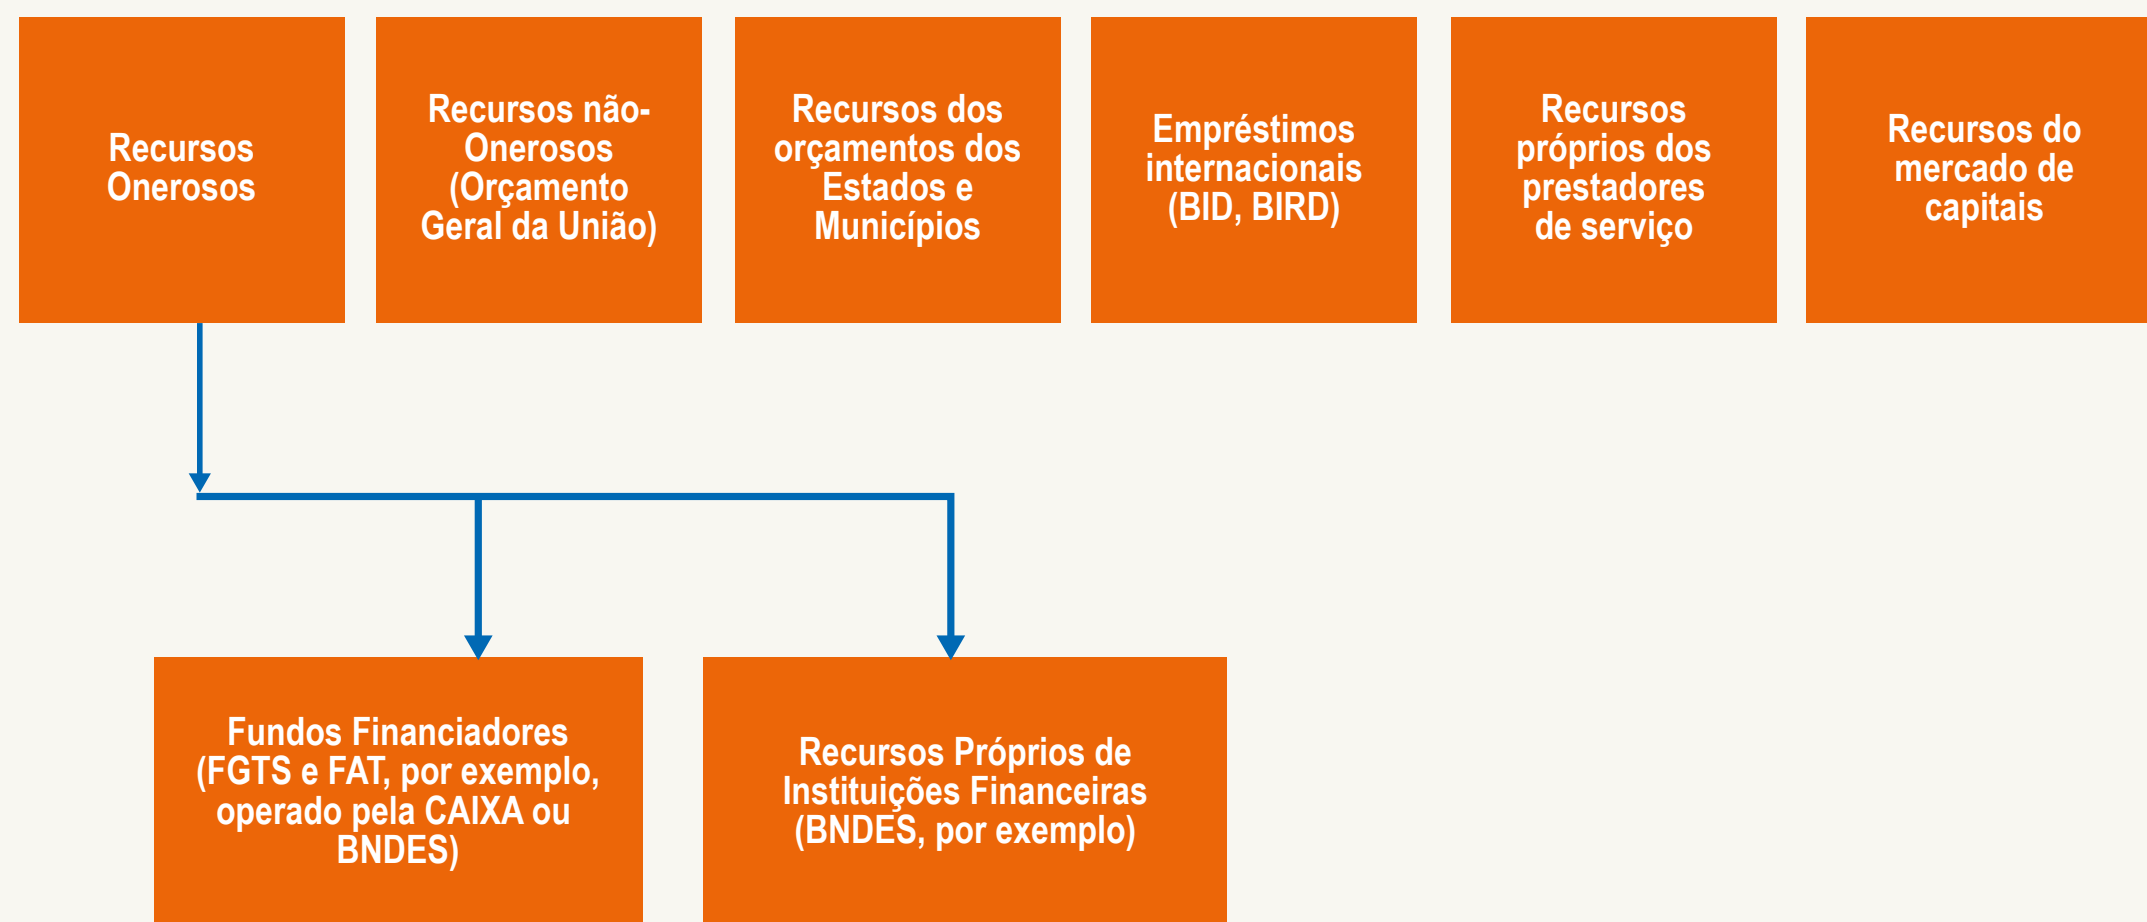 Recursos
Onerosos
Recursos não-
Onerosos
(Orçamento
Geral da União)
Recursos dos
orçamentos dos
Estados e
Municípios
Empréstimos
internacionais
(BID, BIRD)
Recursos
próprios dos
prestadores
de serviço
Recursos do
mercado de
capitais
Fundos Financiadores
(FGTS e FAT, por exemplo,
operado pela CAIXA ou
BNDES)
Recursos Próprios de
Instituições Financeiras
(BNDES, por exemplo)